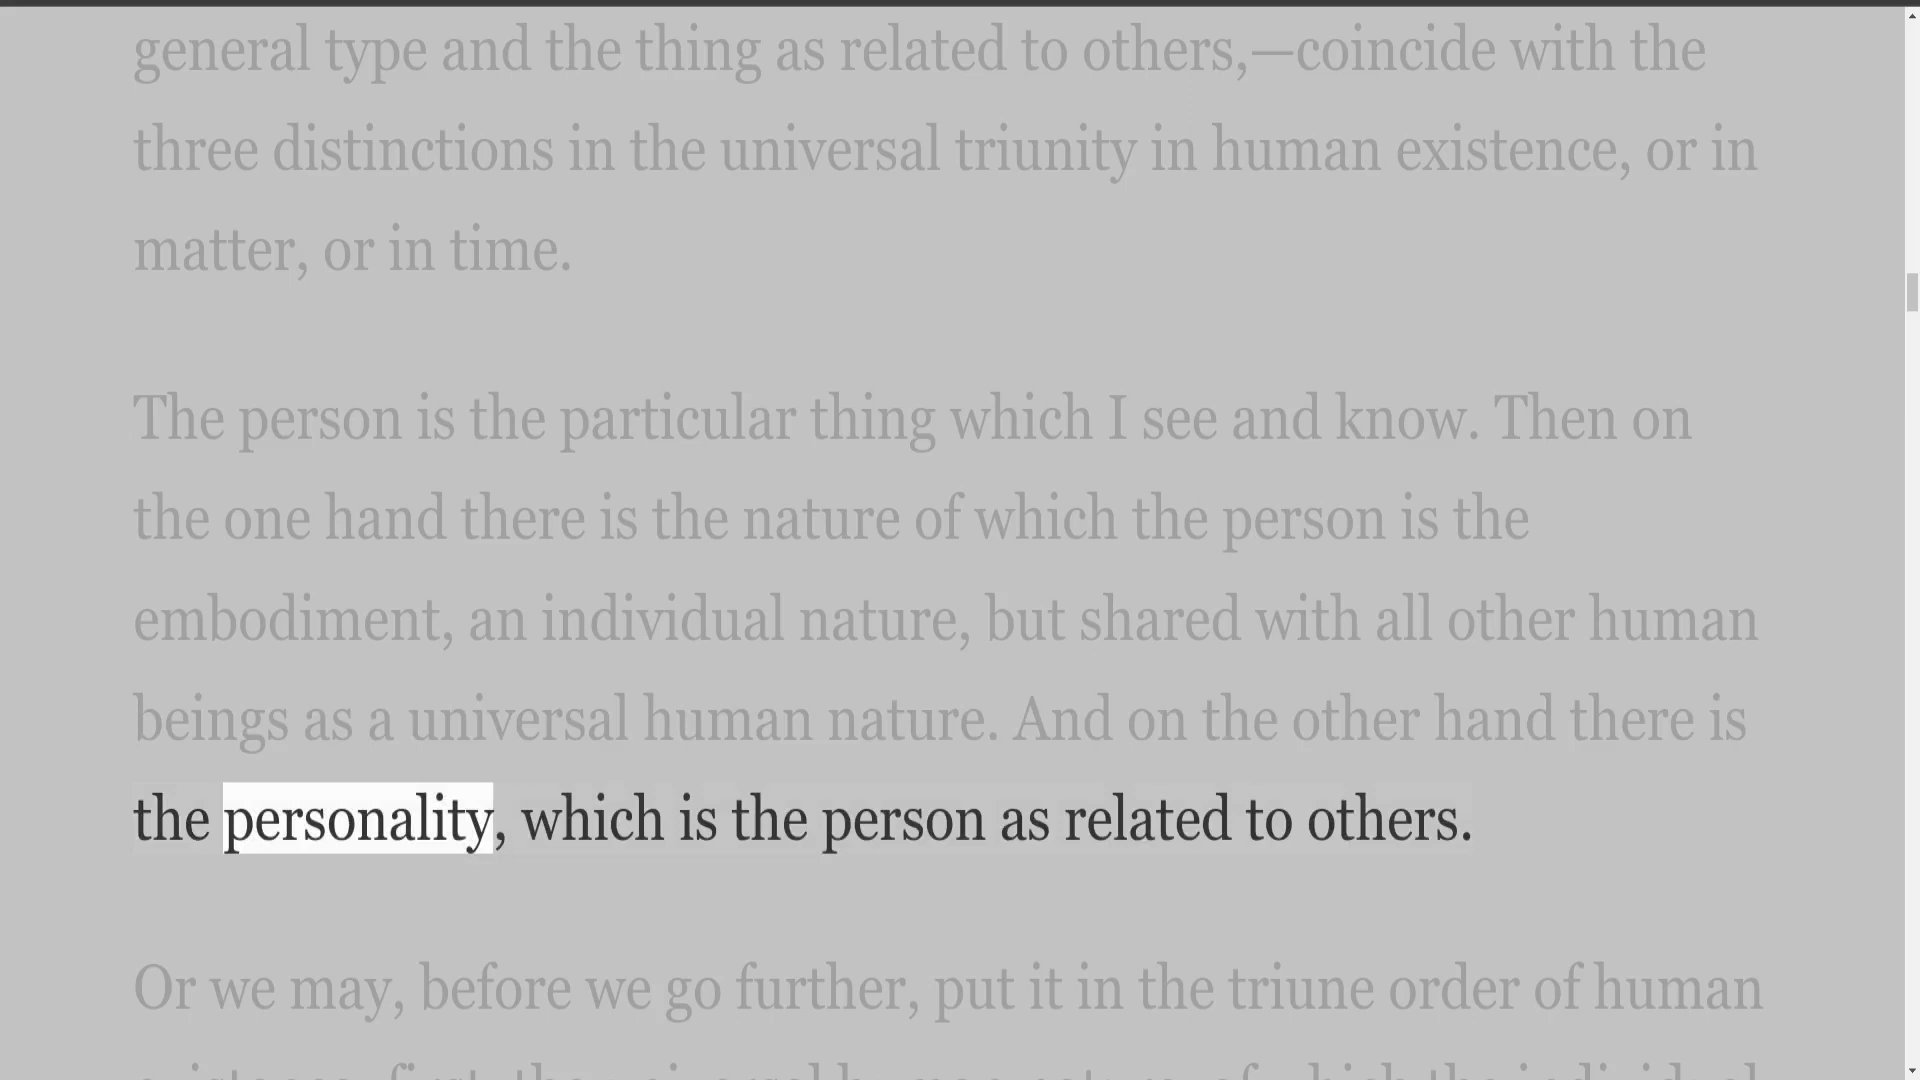 general type and the thing as related to others,—coincide with the
three distinctions in the universal triunity in human existence, or in
matter, or in time.
The person is the particular thing which I see and know. Then on
the one hand there is the nature of which the person is the
embodiment, an individual nature, but shared with all other human
beings as a universal human nature. And on the other hand there is
the personality, which is the person as related to others.
Or we may, before we go further, put it in the triune order of human